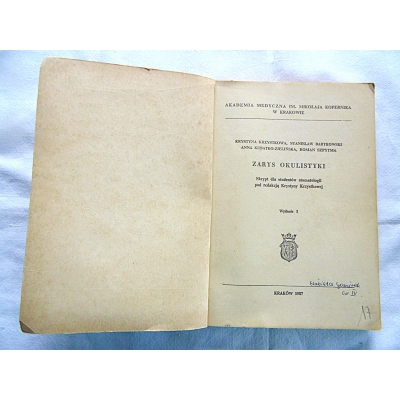 AKADEMIA MEDYCZNA IM. MIKOŁAJA KOPERNIKA
W KRAKOWIE
KRYSTYNA KRZYSTKOWA, STANISŁAW BARTKOWSKI
ANNA KUBATKO-ZIELIŃSKA, ROMAN SZPYTMA
ZARYS OKULISTYKI
Skrypt dla studentów stomatologii
pod redakcją Krystyny Krzystkowej
Wydanie I
KRAKÓW 1987
17